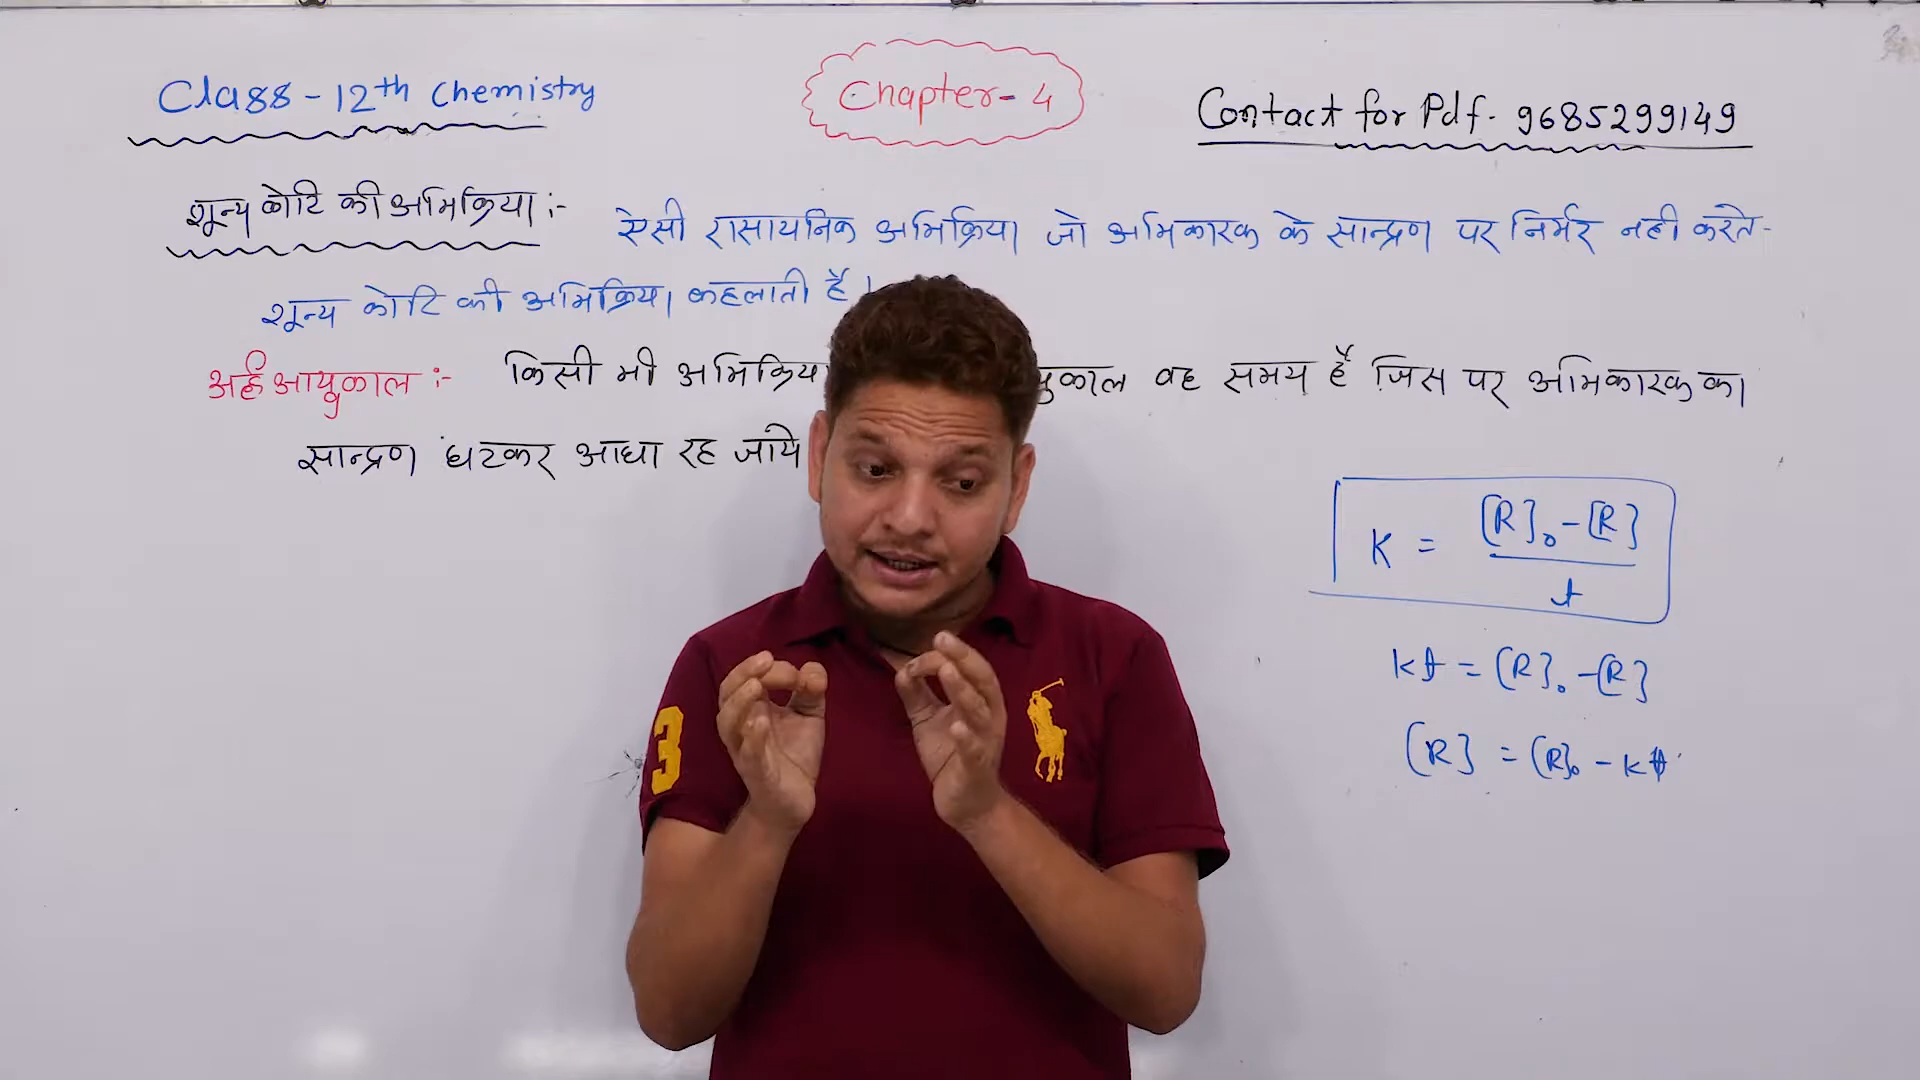 Class - 12th Chemistry
Chapter - 4
Contact for Pdf. 9685299149
शून्य कोटि की अभिक्रिया :- ऐसी रासायनिक अभिक्रिया जो अभिकारक के सान्द्रण पर निर्भर नही करते -
शून्य कोटि की अभिक्रिया कहलाती है।
अर्ह आयुकाल :- किसी भी अभिक्रिया वह समय है जिस पर अभिकारक का
सान्द्रण घटकर आधा रह जाये
K = [R]₀ - [R] / t
kt = [R]₀ - [R]
[R] = [R]₀ - kt
3